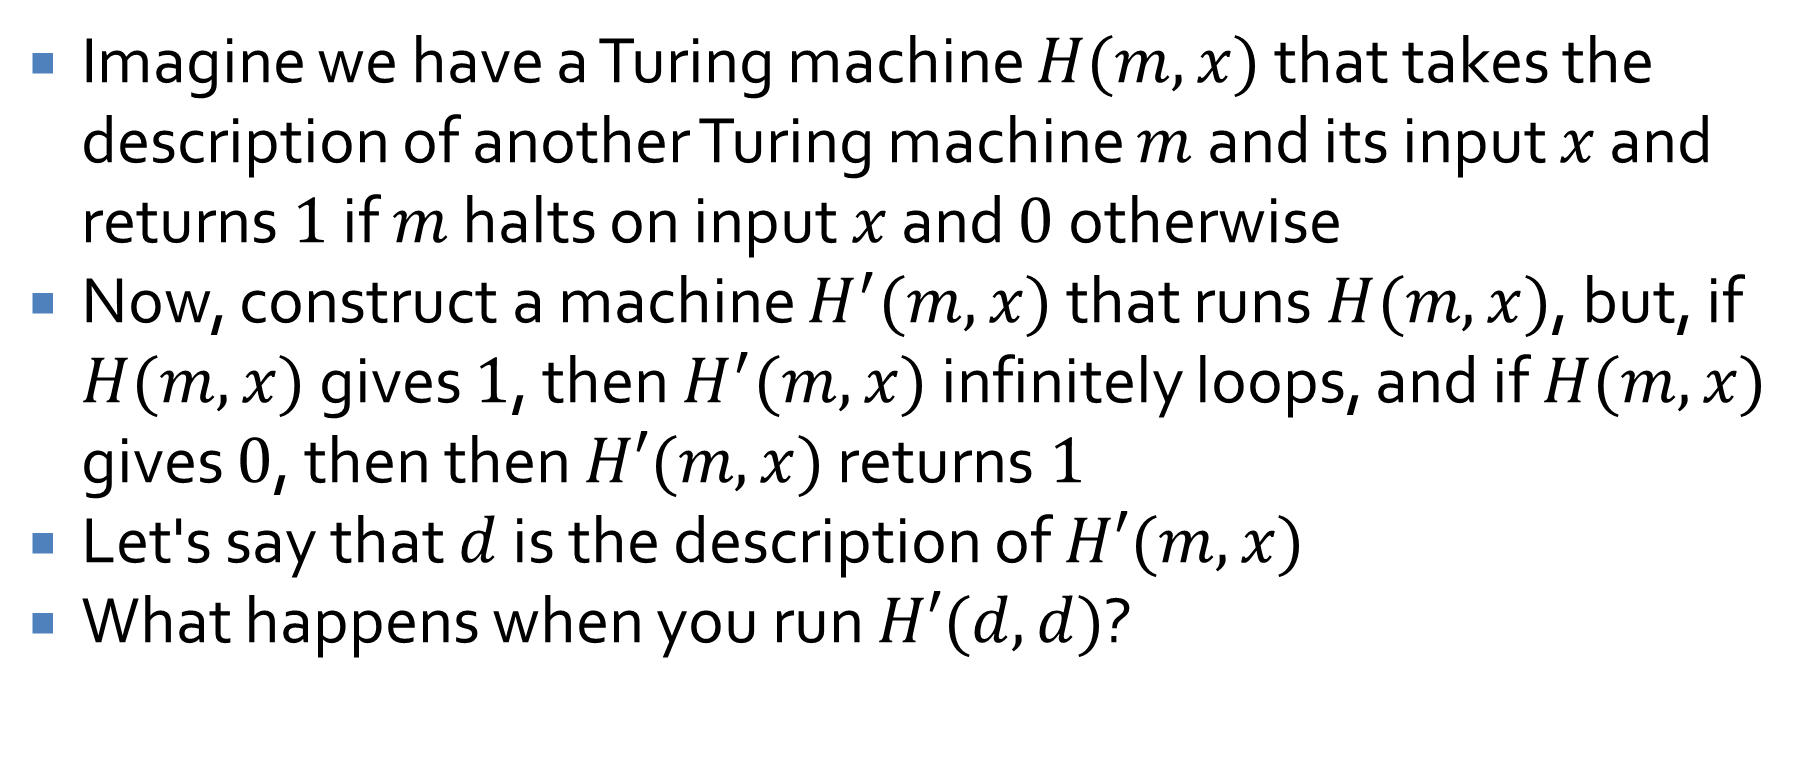 ▪ Imagine we have a Turing machine H(m, x) that takes the
description of another Turing machine m and its input x and
returns 1 if m halts on input x and 0 otherwise
▪ Now, construct a machine H′(m, x) that runs H(m, x), but, if
H(m, x) gives 1, then H′(m, x) infinitely loops, and if H(m, x)
gives 0, then then H′(m, x) returns 1
▪ Let's say that d is the description of H′(m, x)
▪ What happens when you run H′(d, d)?